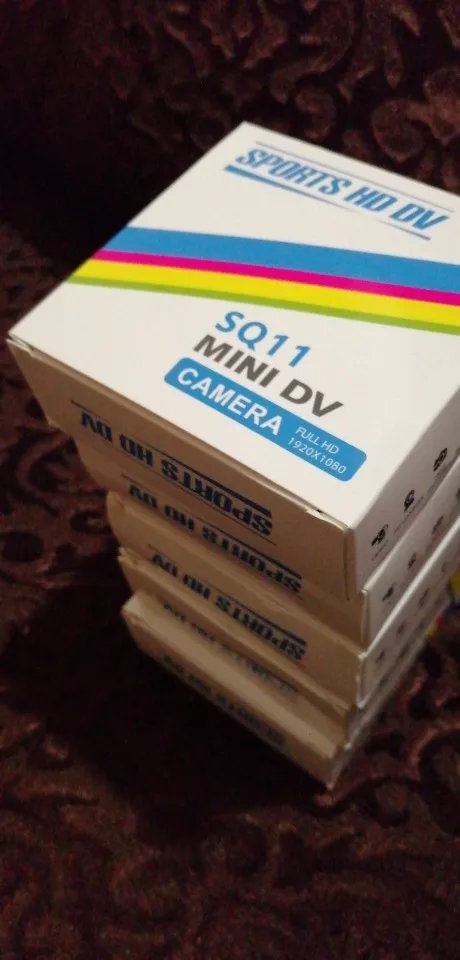 SPORTS HD DV
SQ11
MINI DV
CAMERA
FULL HD
1920X1080
SPORTS HD DV
SPORTS HD DV
SPORTS HD DV